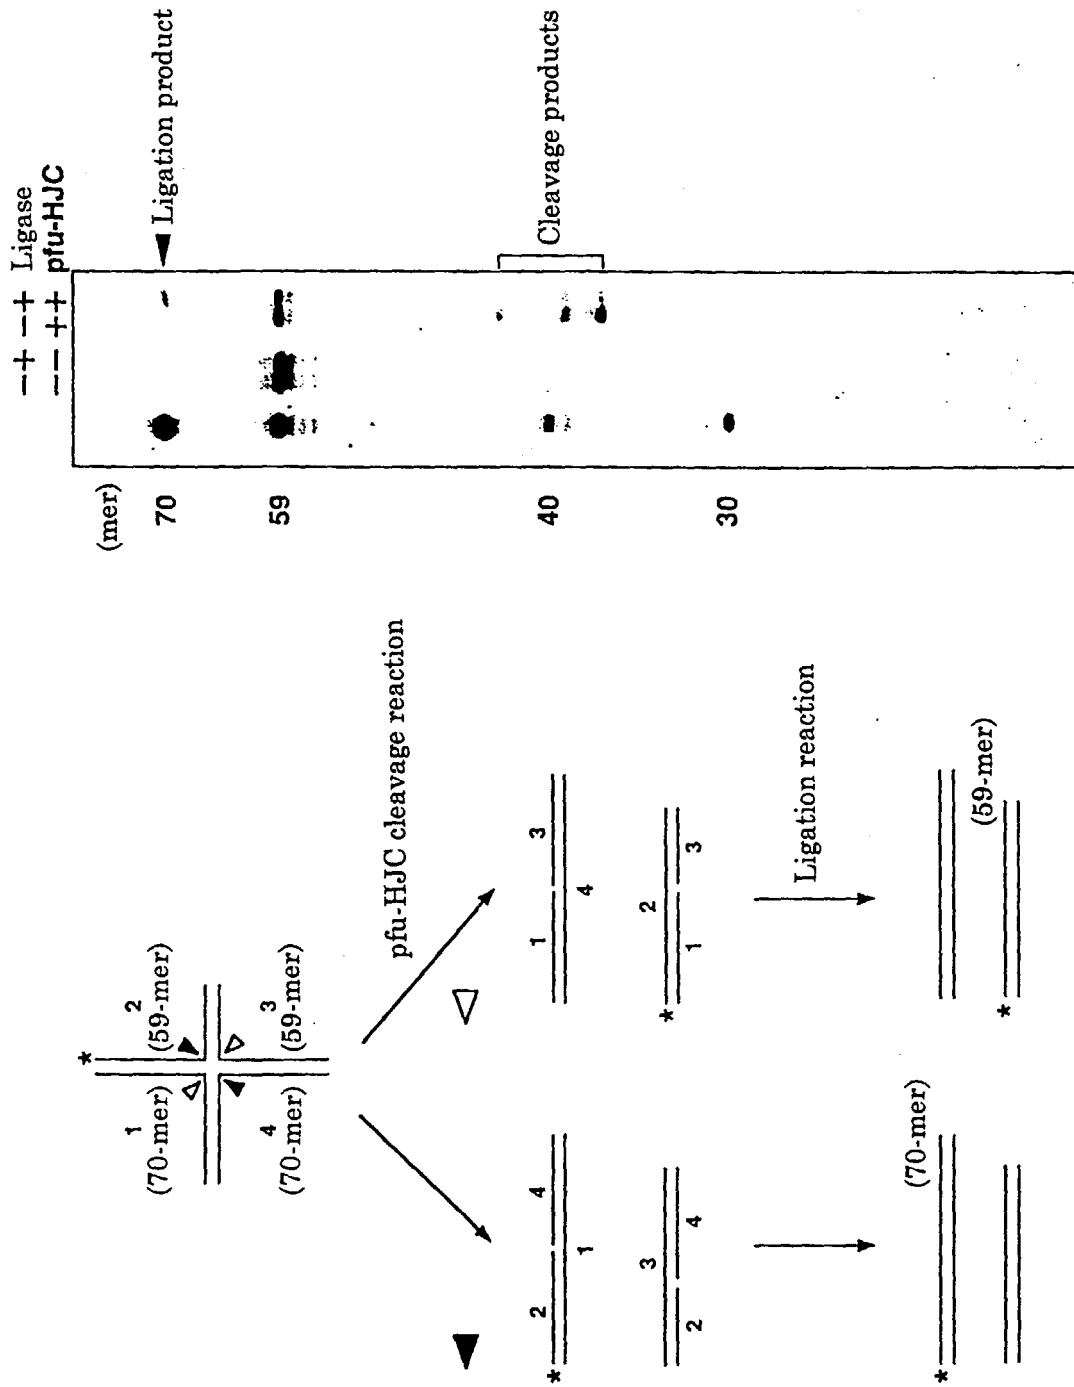 1
(70-mer)
2
(59-mer)
*
4
(70-mer)
3
(59-mer)
pfu-HJC cleavage reaction
2 4
*
1
3
2 4
1 3
4
2
*
1 3
Ligation reaction
(70-mer)
*
(59-mer)
*
− + − + Ligase
− − + + pfu-HJC
(mer)
70
59
40
30
Ligation product
Cleavage products